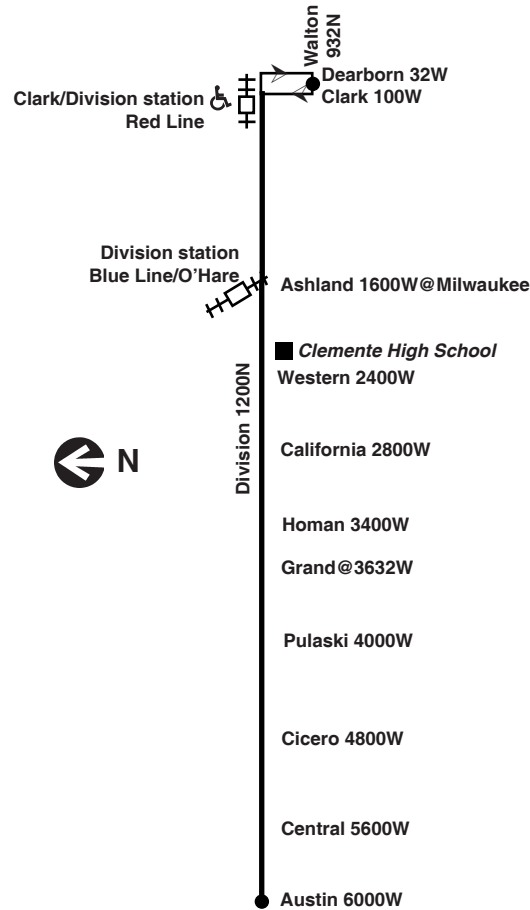 Walton
932N
Dearborn 32W
Clark 100W
Clark/Division station
Red Line
Division station
Blue Line/O’Hare
Ashland 1600W@Milwaukee
Clemente High School
Western 2400W
Division 1200N
California 2800W
N
Homan 3400W
Grand@3632W
Pulaski 4000W
Cicero 4800W
Central 5600W
Austin 6000W